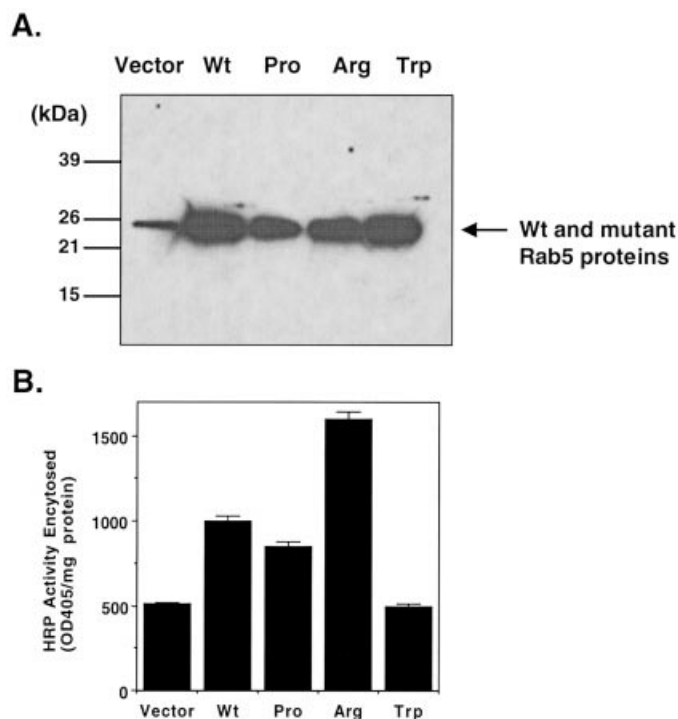 A.
Vector Wt Pro Arg Trp
(kDa)
39
26
21
15
Wt and mutant
Rab5 proteins
B.
HRP Activity Encytosed
(OD405/mg protein)
1500
1000
500
0
Vector Wt Pro Arg Trp